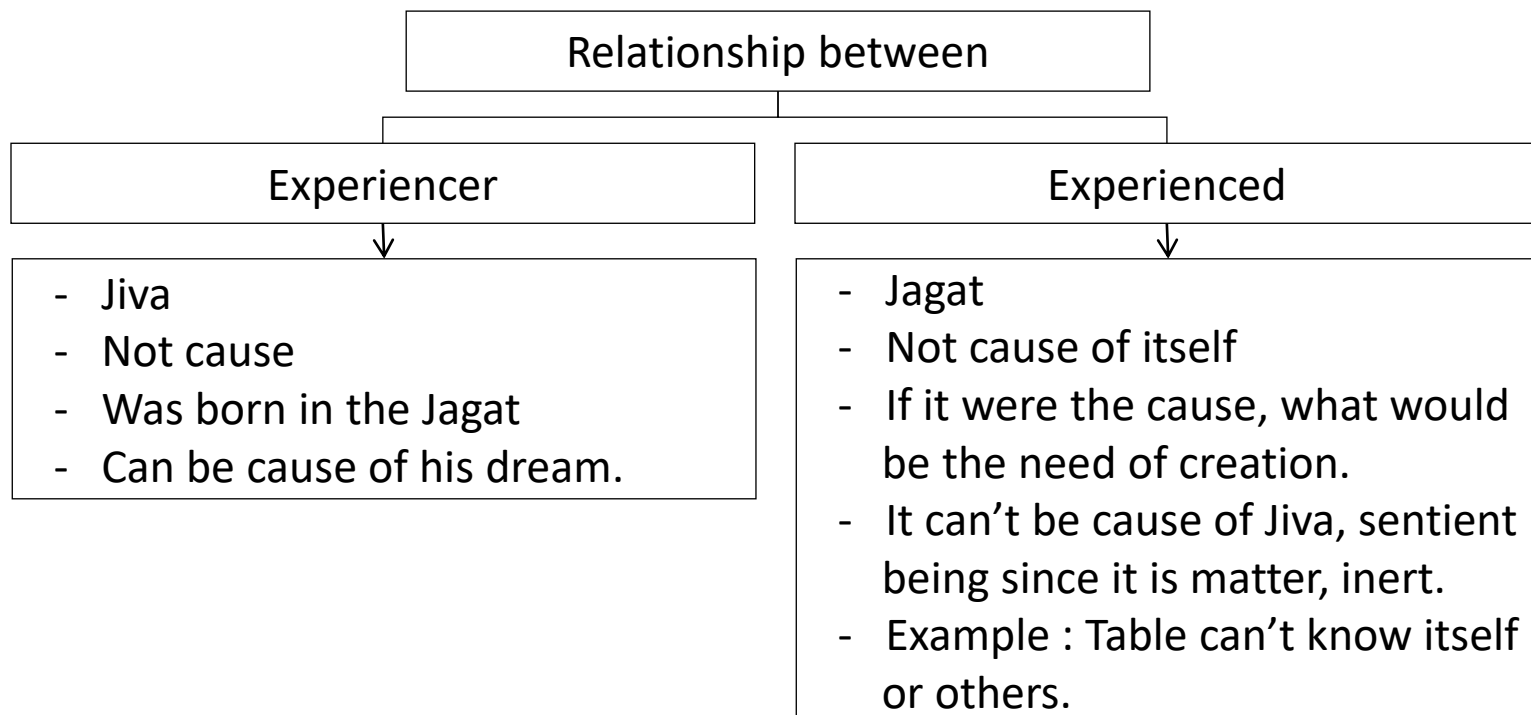 Relationship between
Experiencer
Experienced
- Jiva
- Not cause
- Was born in the Jagat
- Can be cause of his dream.
- Jagat
- Not cause of itself
- If it were the cause, what would
be the need of creation.
- It can’t be cause of Jiva, sentient
being since it is matter, inert.
- Example : Table can’t know itself
or others.